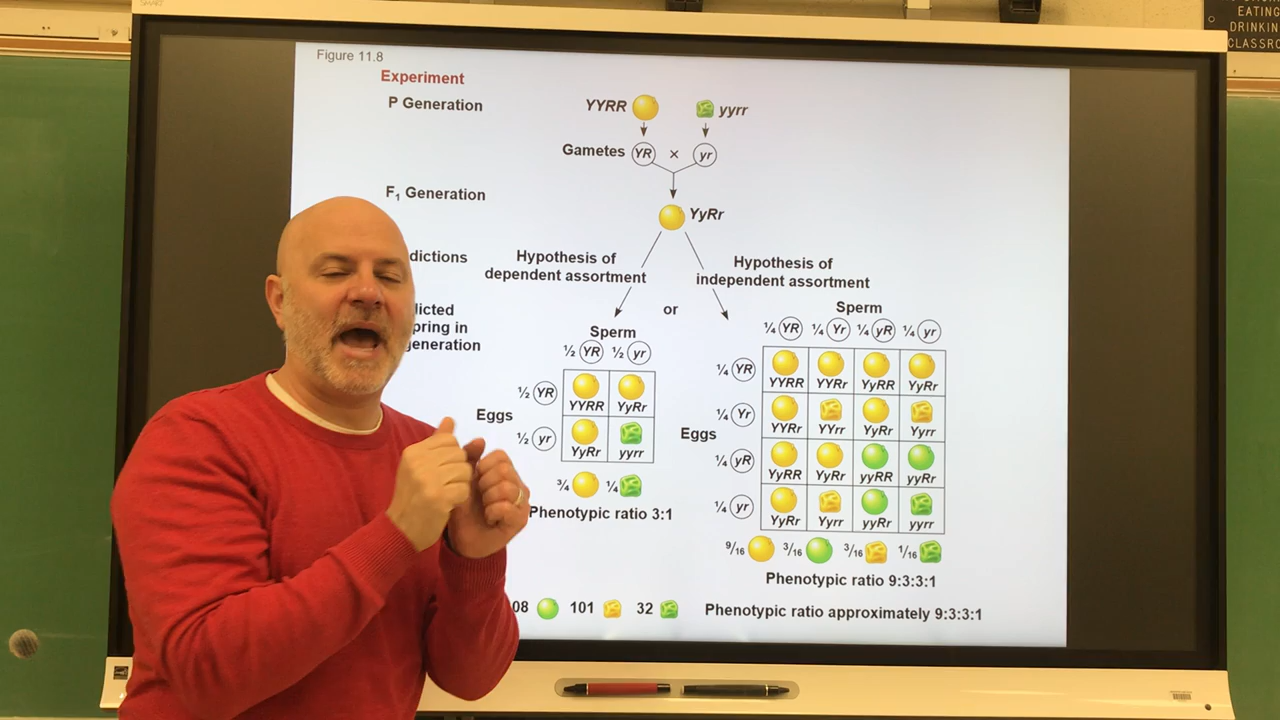 SMART
EATING
DRINKIN
CLASSRO
Figure 11.8
Experiment
P Generation
YYRR
yyrr
Gametes YR × yr
F1 Generation
YyRr
dictions
Hypothesis of
dependent assortment
Hypothesis of
independent assortment
or
licted
pring in
generation
Sperm
1/2 YR 1/2 yr
Eggs
1/2 YR
YYRR YyRr
1/2 yr
YyRr yyrr
3/4 1/4
Phenotypic ratio 3:1
Sperm
1/4 YR 1/4 Yr 1/4 yR 1/4 yr
Eggs
1/4 YR
YYRR YYRr YyRR YyRr
1/4 Yr
YYRr YYrr YyRr Yyrr
1/4 yR
YyRR YyRr yyRR yyRr
1/4 yr
YyRr Yyrr yyRr yyrr
9/16 3/16 3/16 1/16
Phenotypic ratio 9:3:3:1
08 101 32 Phenotypic ratio approximately 9:3:3:1